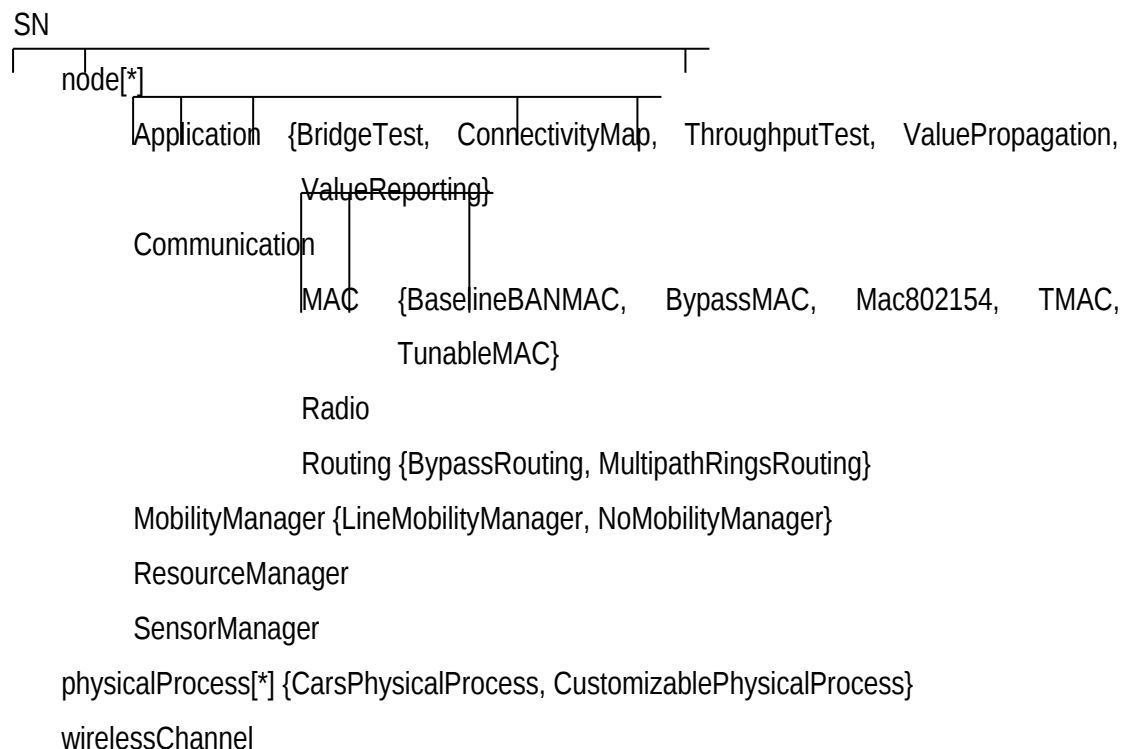 SN
node[*]
Application {BridgeTest, ConnectivityMap, ThroughputTest, ValuePropagation,
ValueReporting}
Communication
MAC {BaselineBANMAC, BypassMAC, Mac802154, TMAC,
TunableMAC}
Radio
Routing {BypassRouting, MultipathRingsRouting}
MobilityManager {LineMobilityManager, NoMobilityManager}
ResourceManager
SensorManager
physicalProcess[*] {CarsPhysicalProcess, CustomizablePhysicalProcess}
wirelessChannel